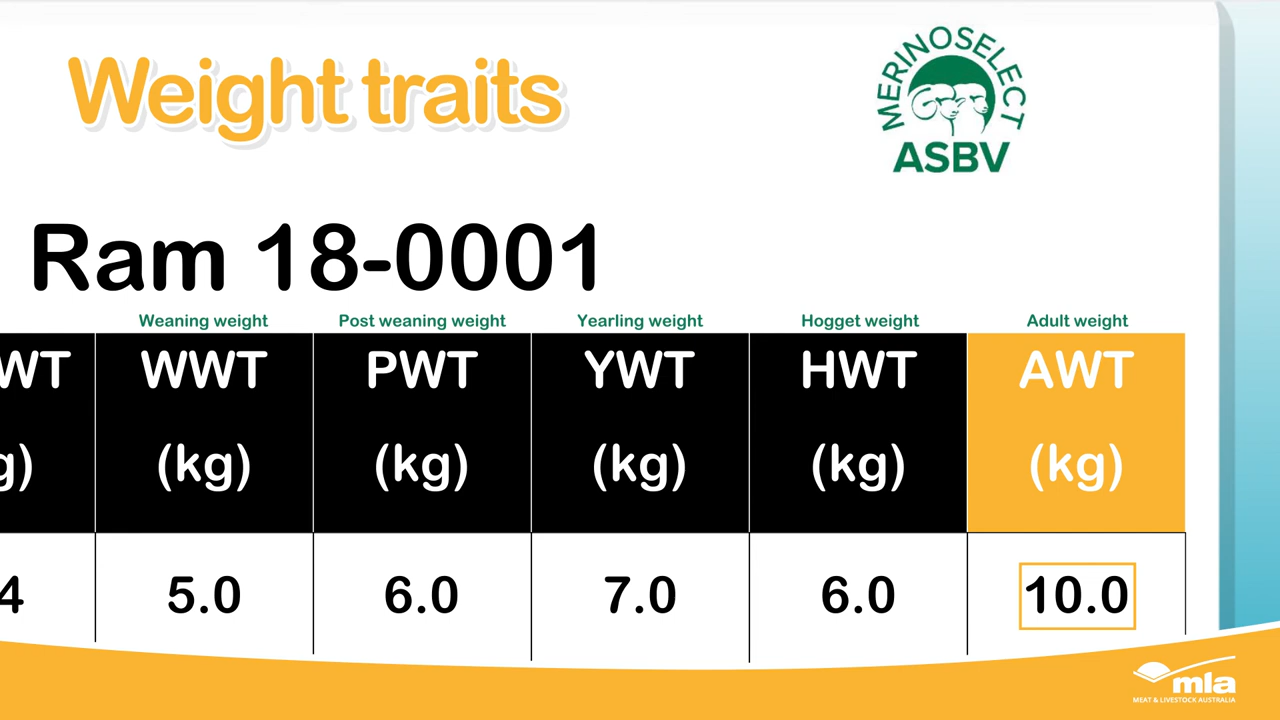 Weight traits
MERINOSELECT
ASBV
Ram 18-0001
Weaning weight Post weaning weight Yearling weight Hogget weight Adult weight
WT WWT PWT YWT HWT AWT
g) (kg) (kg) (kg) (kg) (kg)
4 5.0 6.0 7.0 6.0 10.0
mla
MEAT & LIVESTOCK AUSTRALIA